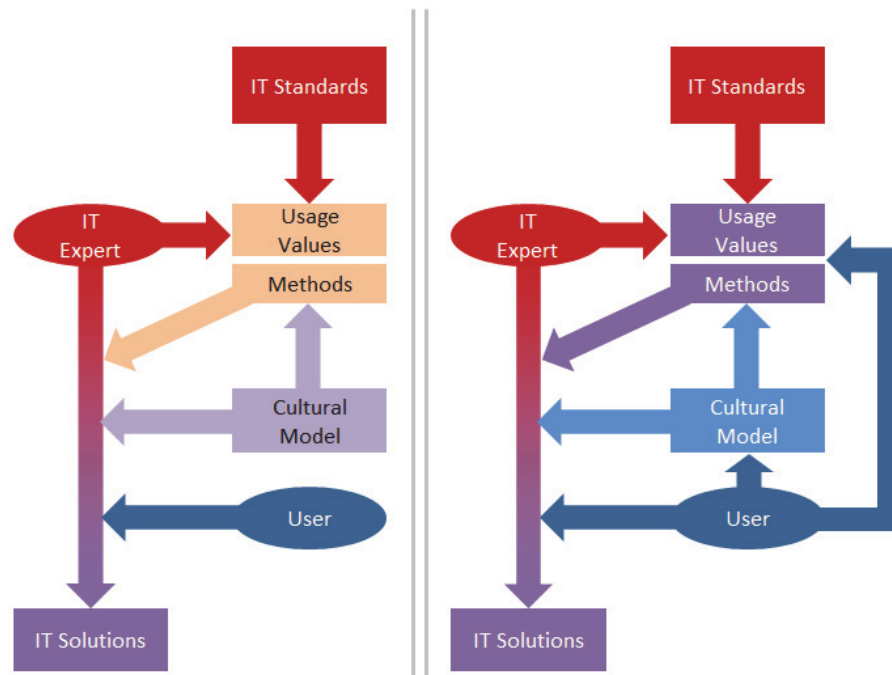 IT Standards
IT
Expert
Usage
Values
Methods
Cultural
Model
User
IT Solutions
IT Standards
IT
Expert
Usage
Values
Methods
Cultural
Model
User
IT Solutions